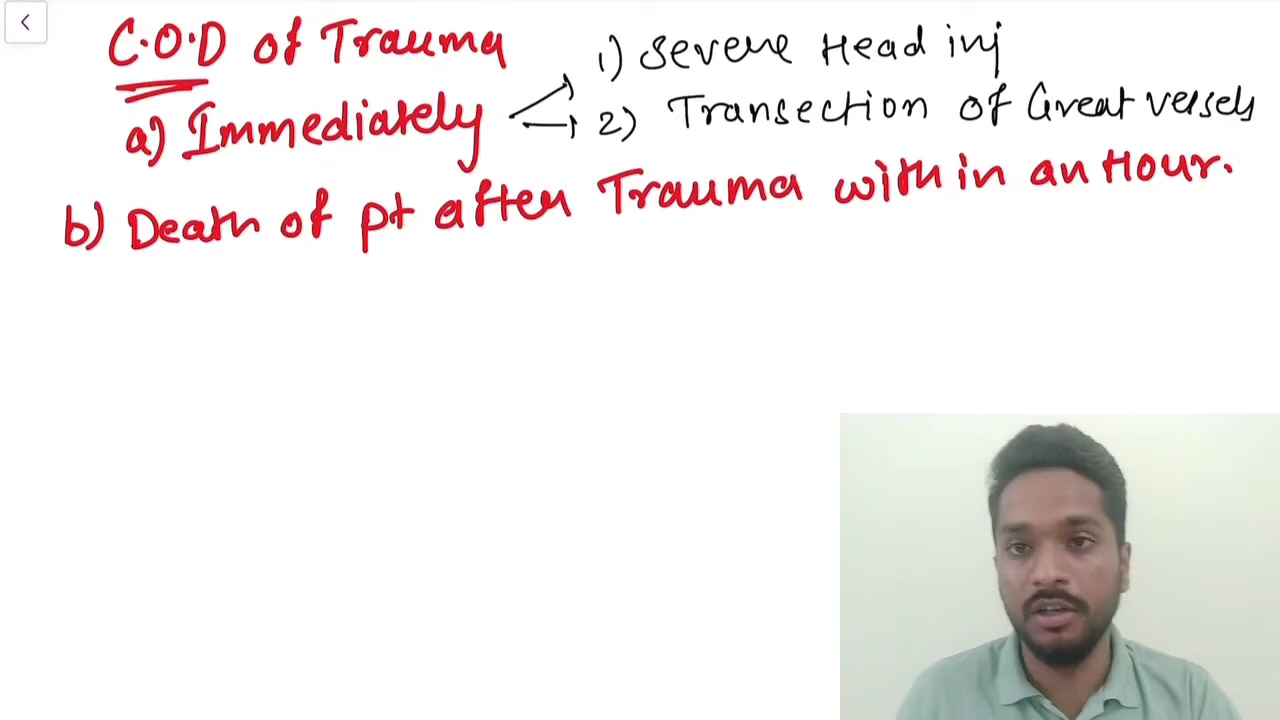 C.O.D of Trauma
a) Immediately
1) Severe Head inj
2) Transection of Great vessels
b) Death of pt after Trauma with in an Hour.